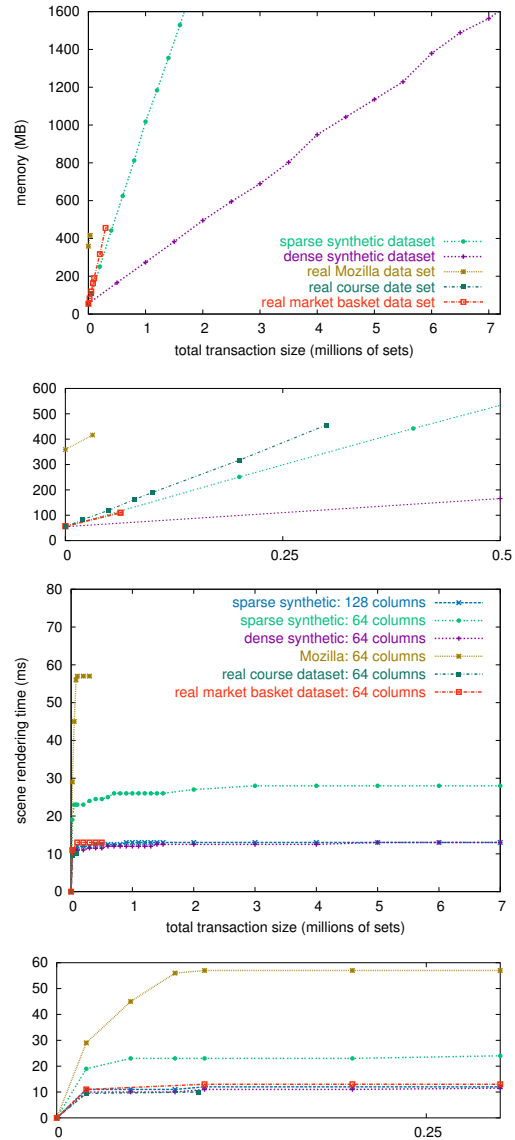 1600
1400
1200
1000
800
600
400
200
0
memory (MB)
sparse synthetic dataset
dense synthetic dataset
real Mozilla data set
real course date set
real market basket data set
0 1 2 3 4 5 6 7
total transaction size (millions of sets)
600
500
400
300
200
100
0
0 0.25 0.5
80
70
60
50
40
30
20
10
0
scene rendering time (ms)
sparse synthetic: 128 columns
sparse synthetic: 64 columns
dense synthetic: 64 columns
Mozilla: 64 columns
real course dataset: 64 columns
real market basket dataset: 64 columns
0 1 2 3 4 5 6 7
total transaction size (millions of sets)
60
50
40
30
20
10
0
0 0.25